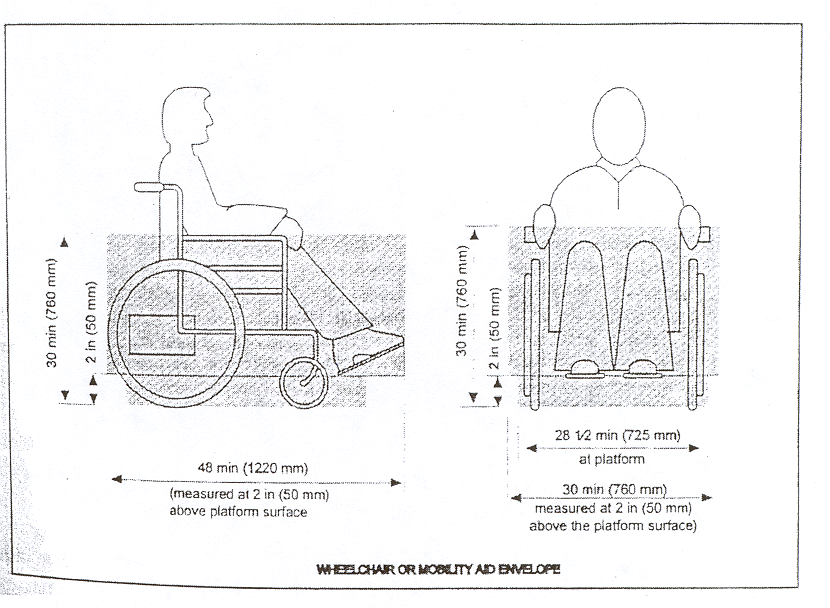 30 min (760 mm)
2 in (50 mm)
30 min (760 mm)
2 in (50 mm)
48 min (1220 mm)
(measured at 2 in (50 mm)
above platform surface
28 1/2 min (725 mm)
at platform
30 min (760 mm)
measured at 2 in (50 mm)
above the platform surface)
WHEELCHAIR OR MOBILITY AID ENVELOPE